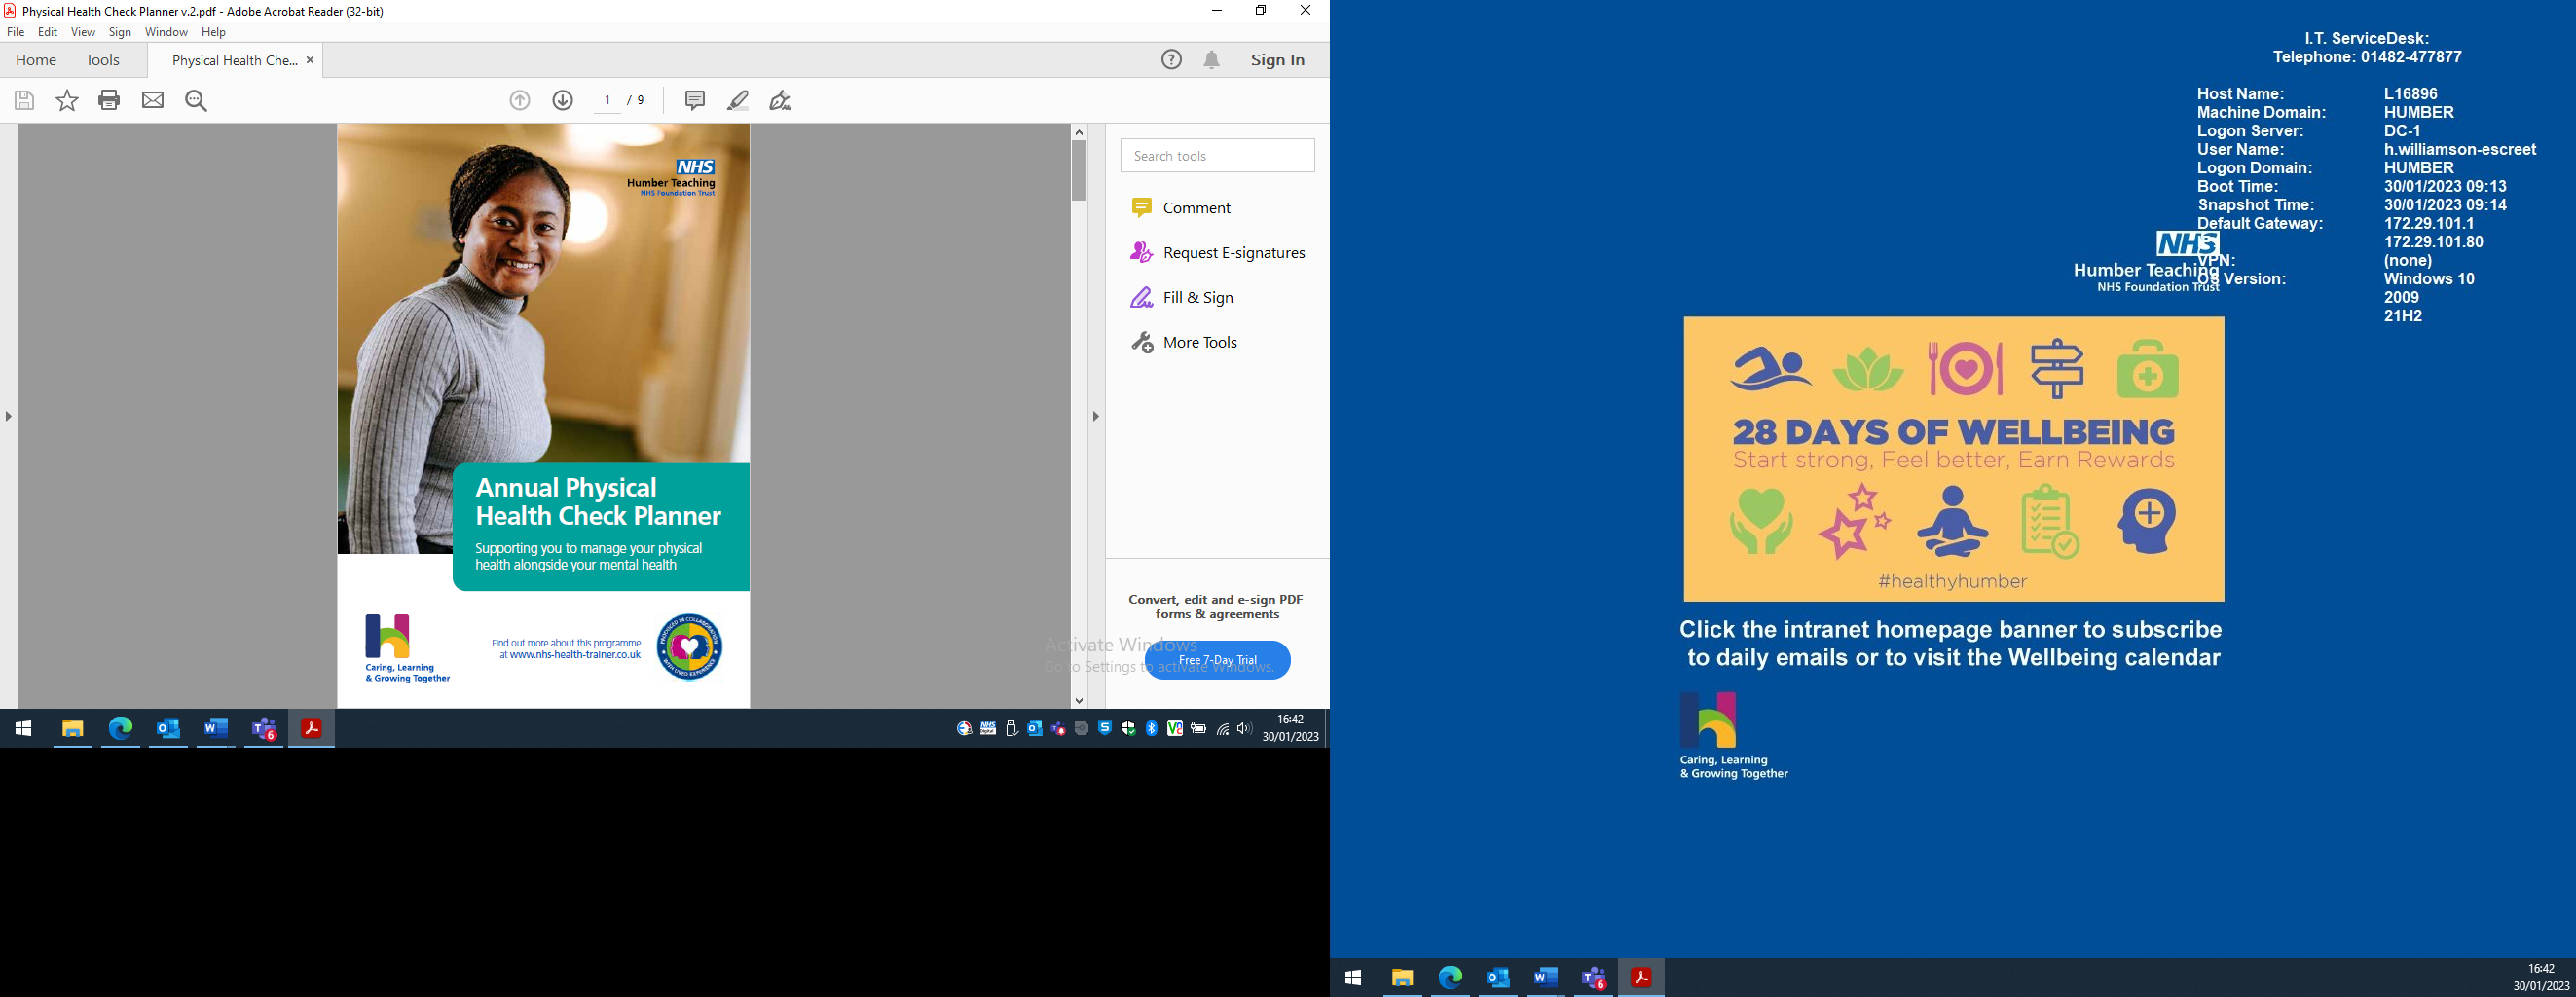 Physical Health Check Planner v.2.pdf - Adobe Acrobat Reader (32-bit)
File Edit View Sign Window Help
Home Tools Physical Health Che... × Sign In
1 / 9
NHS
Humber Teaching
NHS Foundation Trust
Annual Physical
Health Check Planner
Supporting you to manage your physical
health alongside your mental health
Caring, Learning
& Growing Together
Find out more about this programme
at www.nhs-health-trainer.co.uk
PRODUCED IN COLLABORATION
WITH LIVED EXPERIENCE
Search tools
Comment
Request E-signatures
Fill & Sign
More Tools
Convert, edit and e-sign PDF
forms & agreements
Free 7-Day Trial
Activate Windows
Go to Settings to activate Windows.
16:42
30/01/2023
I.T. ServiceDesk:
Telephone: 01482-477877
Host Name: L16896
Machine Domain: HUMBER
Logon Server: DC-1
User Name: h.williamson-escreet
Logon Domain: HUMBER
Boot Time: 30/01/2023 09:13
Snapshot Time: 30/01/2023 09:14
Default Gateway: 172.29.101.1
172.29.101.80
VPN: (none)
OS Version: Windows 10
2009
21H2
NHS
Humber Teaching
NHS Foundation Trust
28 DAYS OF WELLBEING
Start strong, Feel better, Earn Rewards
#healthyhumber
Click the intranet homepage banner to subscribe
to daily emails or to visit the Wellbeing calendar
Caring, Learning
& Growing Together
16:42
30/01/2023